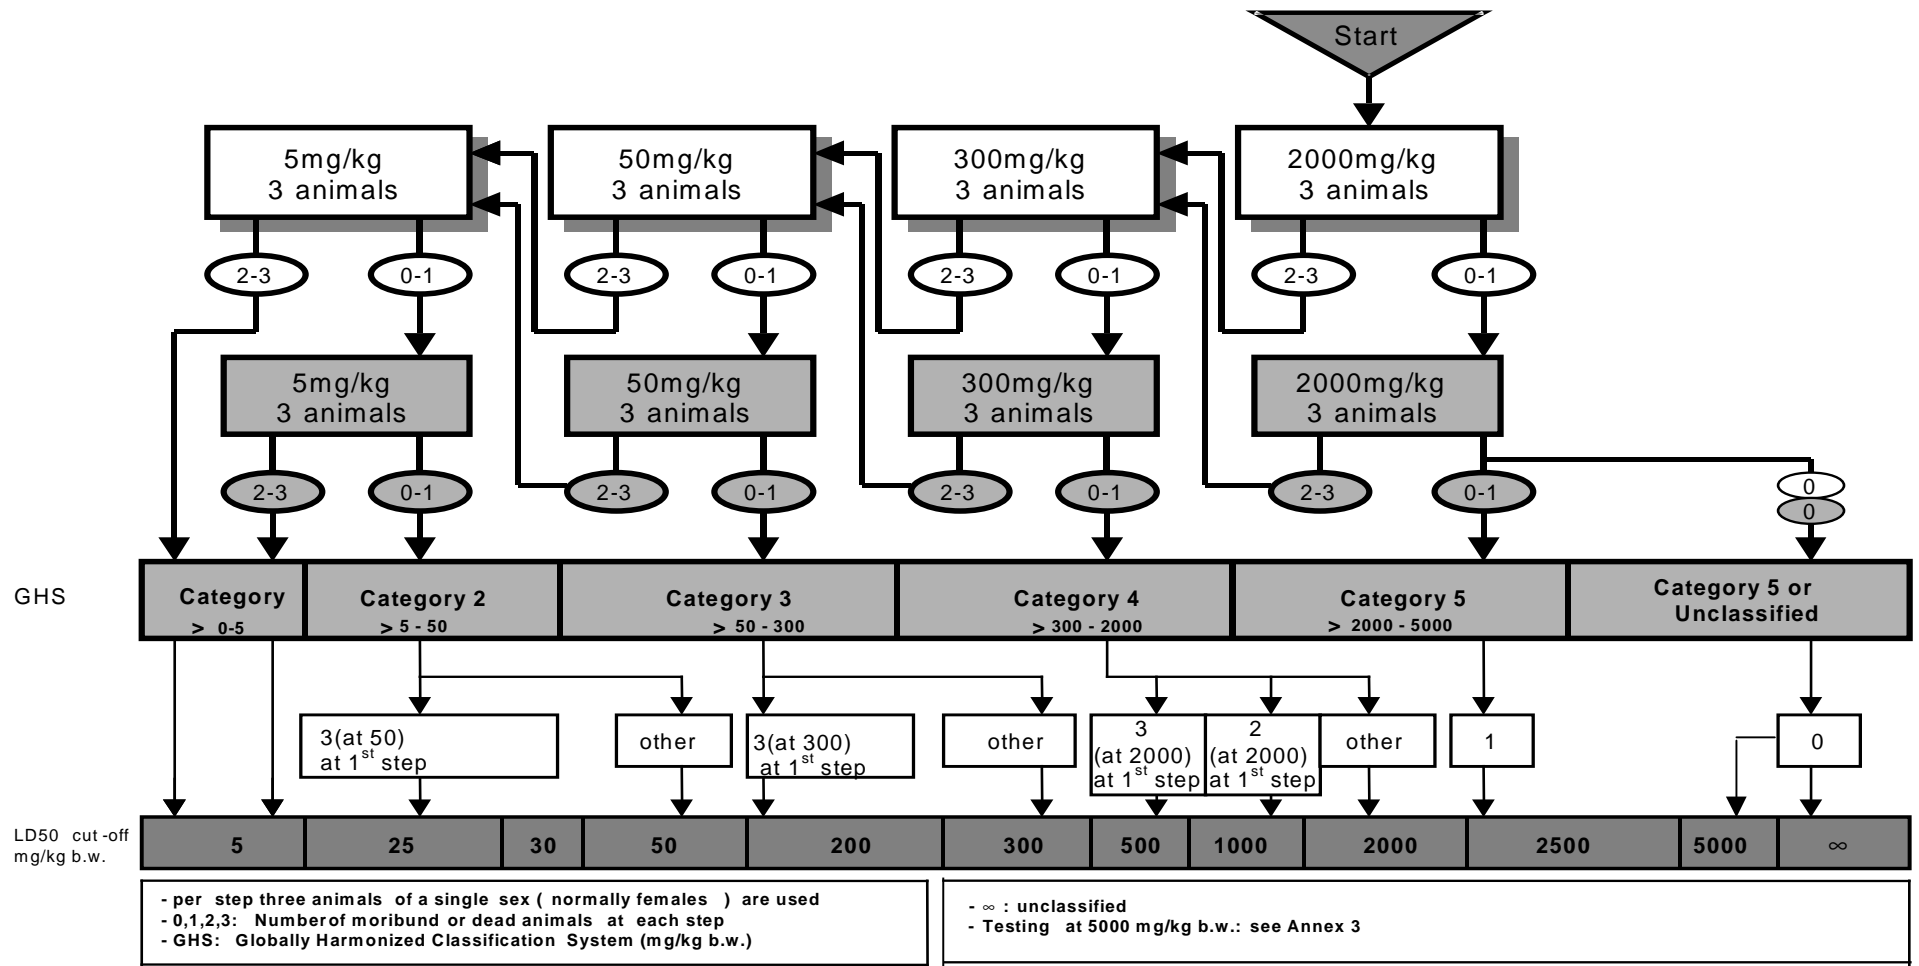 Start
5mg/kg
3 animals
50mg/kg
3 animals
300mg/kg
3 animals
2000mg/kg
3 animals
2-3
0-1
2-3
0-1
2-3
0-1
2-3
0-1
5mg/kg
3 animals
50mg/kg
3 animals
300mg/kg
3 animals
2000mg/kg
3 animals
2-3
0-1
2-3
0-1
2-3
0-1
2-3
0-1
0
0
GHS
Category
> 0-5
Category 2
> 5 - 50
Category 3
> 50 - 300
Category 4
> 300 - 2000
Category 5
> 2000 - 5000
Category 5 or
Unclassified
3(at 50)
at 1st step
other
3(at 300)
at 1st step
other
3
(at 2000)
at 1st step
2
(at 2000)
at 1st step
other
1
0
LD50 cut-off
mg/kg b.w.
5
25
30
50
200
300
500
1000
2000
2500
5000
∞
- per step three animals of a single sex ( normally females ) are used
- 0,1,2,3: Numberof moribund or dead animals at each step
- GHS: Globally Harmonized Classification System (mg/kg b.w.)
- ∞ : unclassified
- Testing at 5000 mg/kg b.w.: see Annex 3